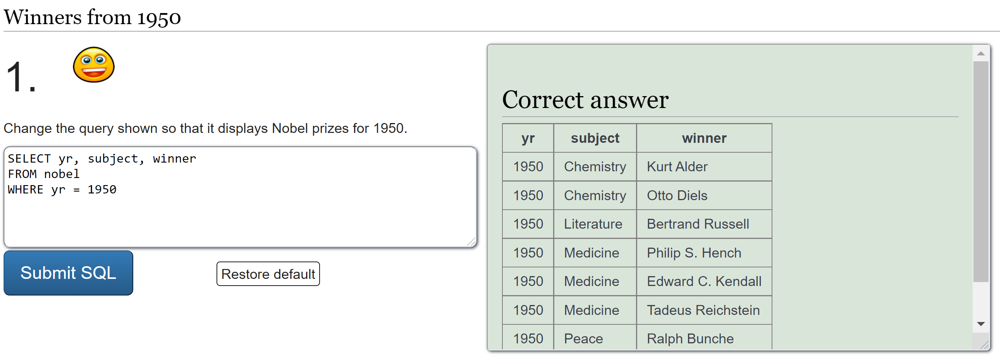 Winners from 1950
1.
Change the query shown so that it displays Nobel prizes for 1950.
SELECT yr, subject, winner
FROM nobel
WHERE yr = 1950
Submit SQL
Restore default
Correct answer
yr subject winner
1950 Chemistry Kurt Alder
1950 Chemistry Otto Diels
1950 Literature Bertrand Russell
1950 Medicine Philip S. Hench
1950 Medicine Edward C. Kendall
1950 Medicine Tadeus Reichstein
1950 Peace Ralph Bunche